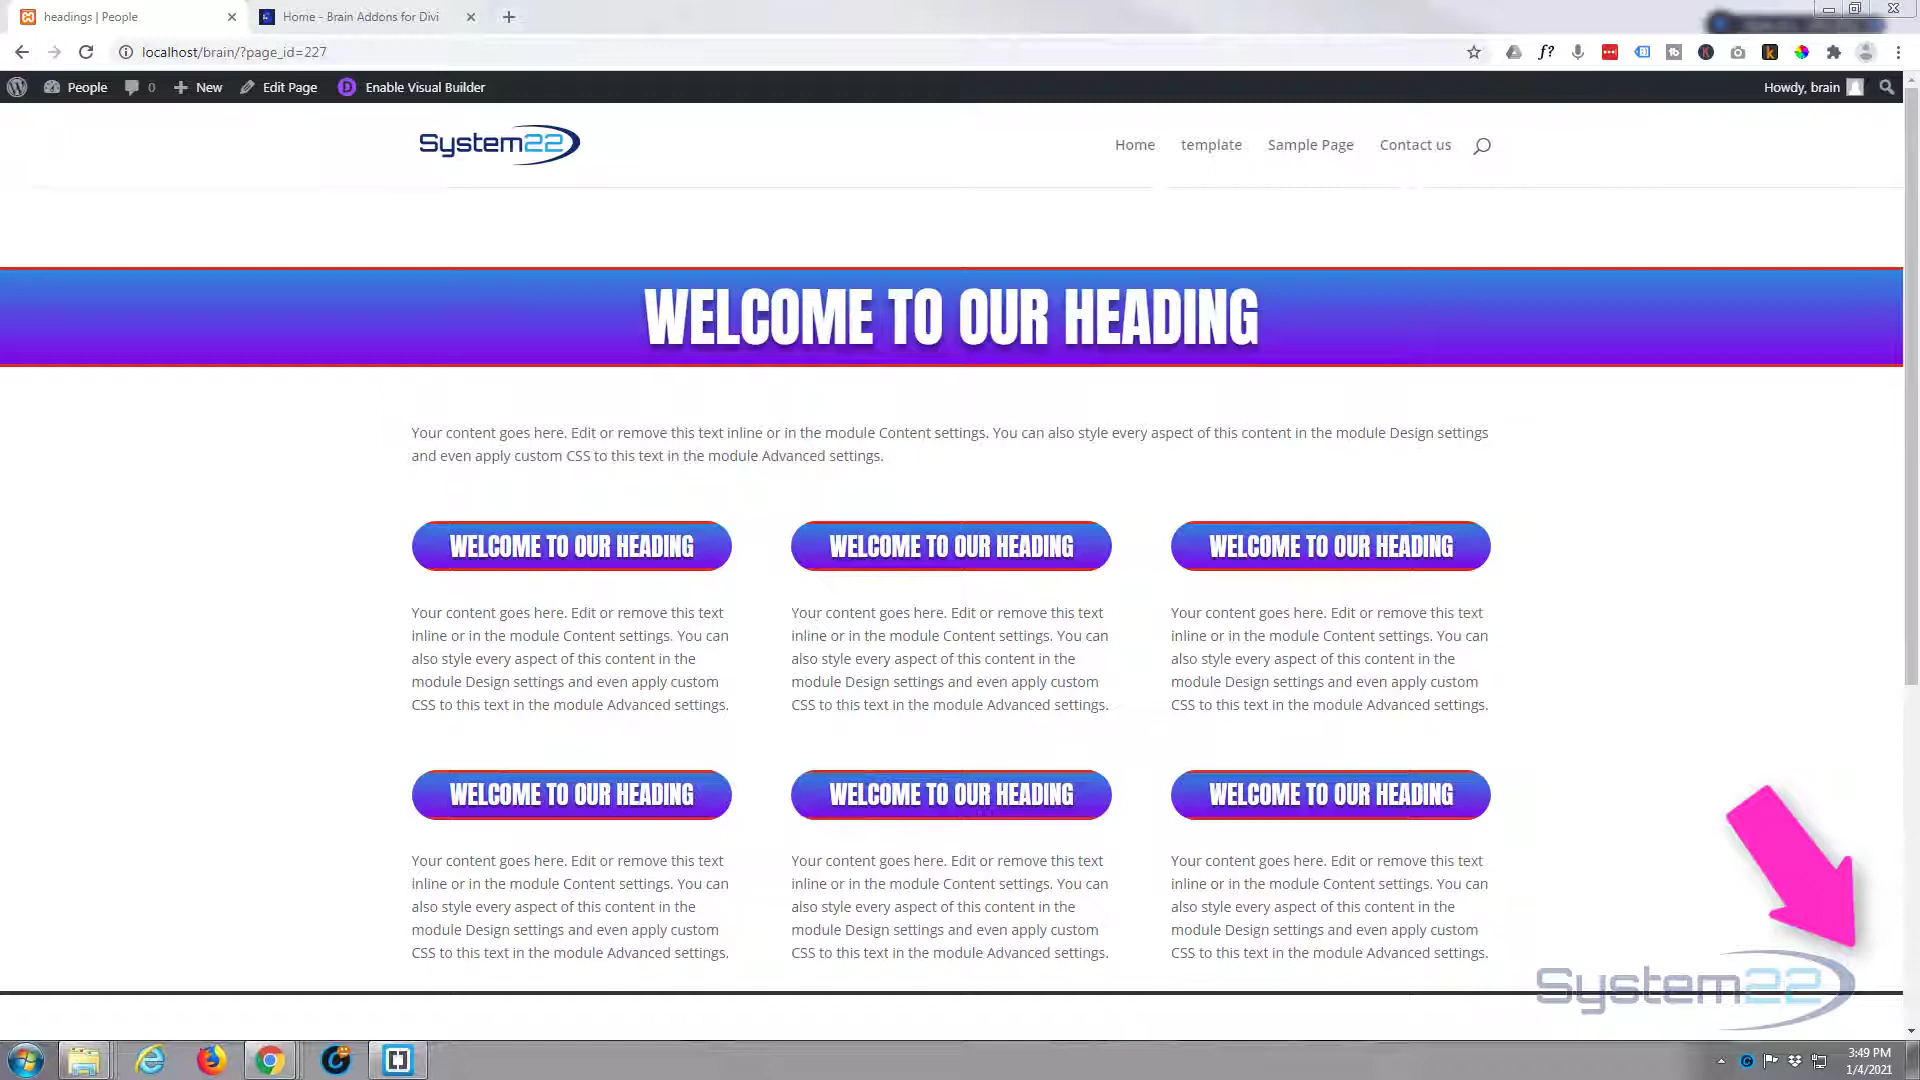 headings | People
Home - Brain Addons for Divi
localhost/brain/?page_id=227
People
0
New
Edit Page
Enable Visual Builder
Howdy, brain
System22
Home
template
Sample Page
Contact us
WELCOME TO OUR HEADING
Your content goes here. Edit or remove this text inline or in the module Content settings. You can also style every aspect of this content in the module Design settings
and even apply custom CSS to this text in the module Advanced settings.
WELCOME TO OUR HEADING
Your content goes here. Edit or remove this text
inline or in the module Content settings. You can
also style every aspect of this content in the
module Design settings and even apply custom
CSS to this text in the module Advanced settings.
WELCOME TO OUR HEADING
Your content goes here. Edit or remove this text
inline or in the module Content settings. You can
also style every aspect of this content in the
module Design settings and even apply custom
CSS to this text in the module Advanced settings.
WELCOME TO OUR HEADING
Your content goes here. Edit or remove this text
inline or in the module Content settings. You can
also style every aspect of this content in the
module Design settings and even apply custom
CSS to this text in the module Advanced settings.
WELCOME TO OUR HEADING
Your content goes here. Edit or remove this text
inline or in the module Content settings. You can
also style every aspect of this content in the
module Design settings and even apply custom
CSS to this text in the module Advanced settings.
WELCOME TO OUR HEADING
Your content goes here. Edit or remove this text
inline or in the module Content settings. You can
also style every aspect of this content in the
module Design settings and even apply custom
CSS to this text in the module Advanced settings.
WELCOME TO OUR HEADING
Your content goes here. Edit or remove this text
inline or in the module Content settings. You can
also style every aspect of this content in the
module Design settings and even apply custom
CSS to this text in the module Advanced settings.
System22
3:49 PM
1/4/2021